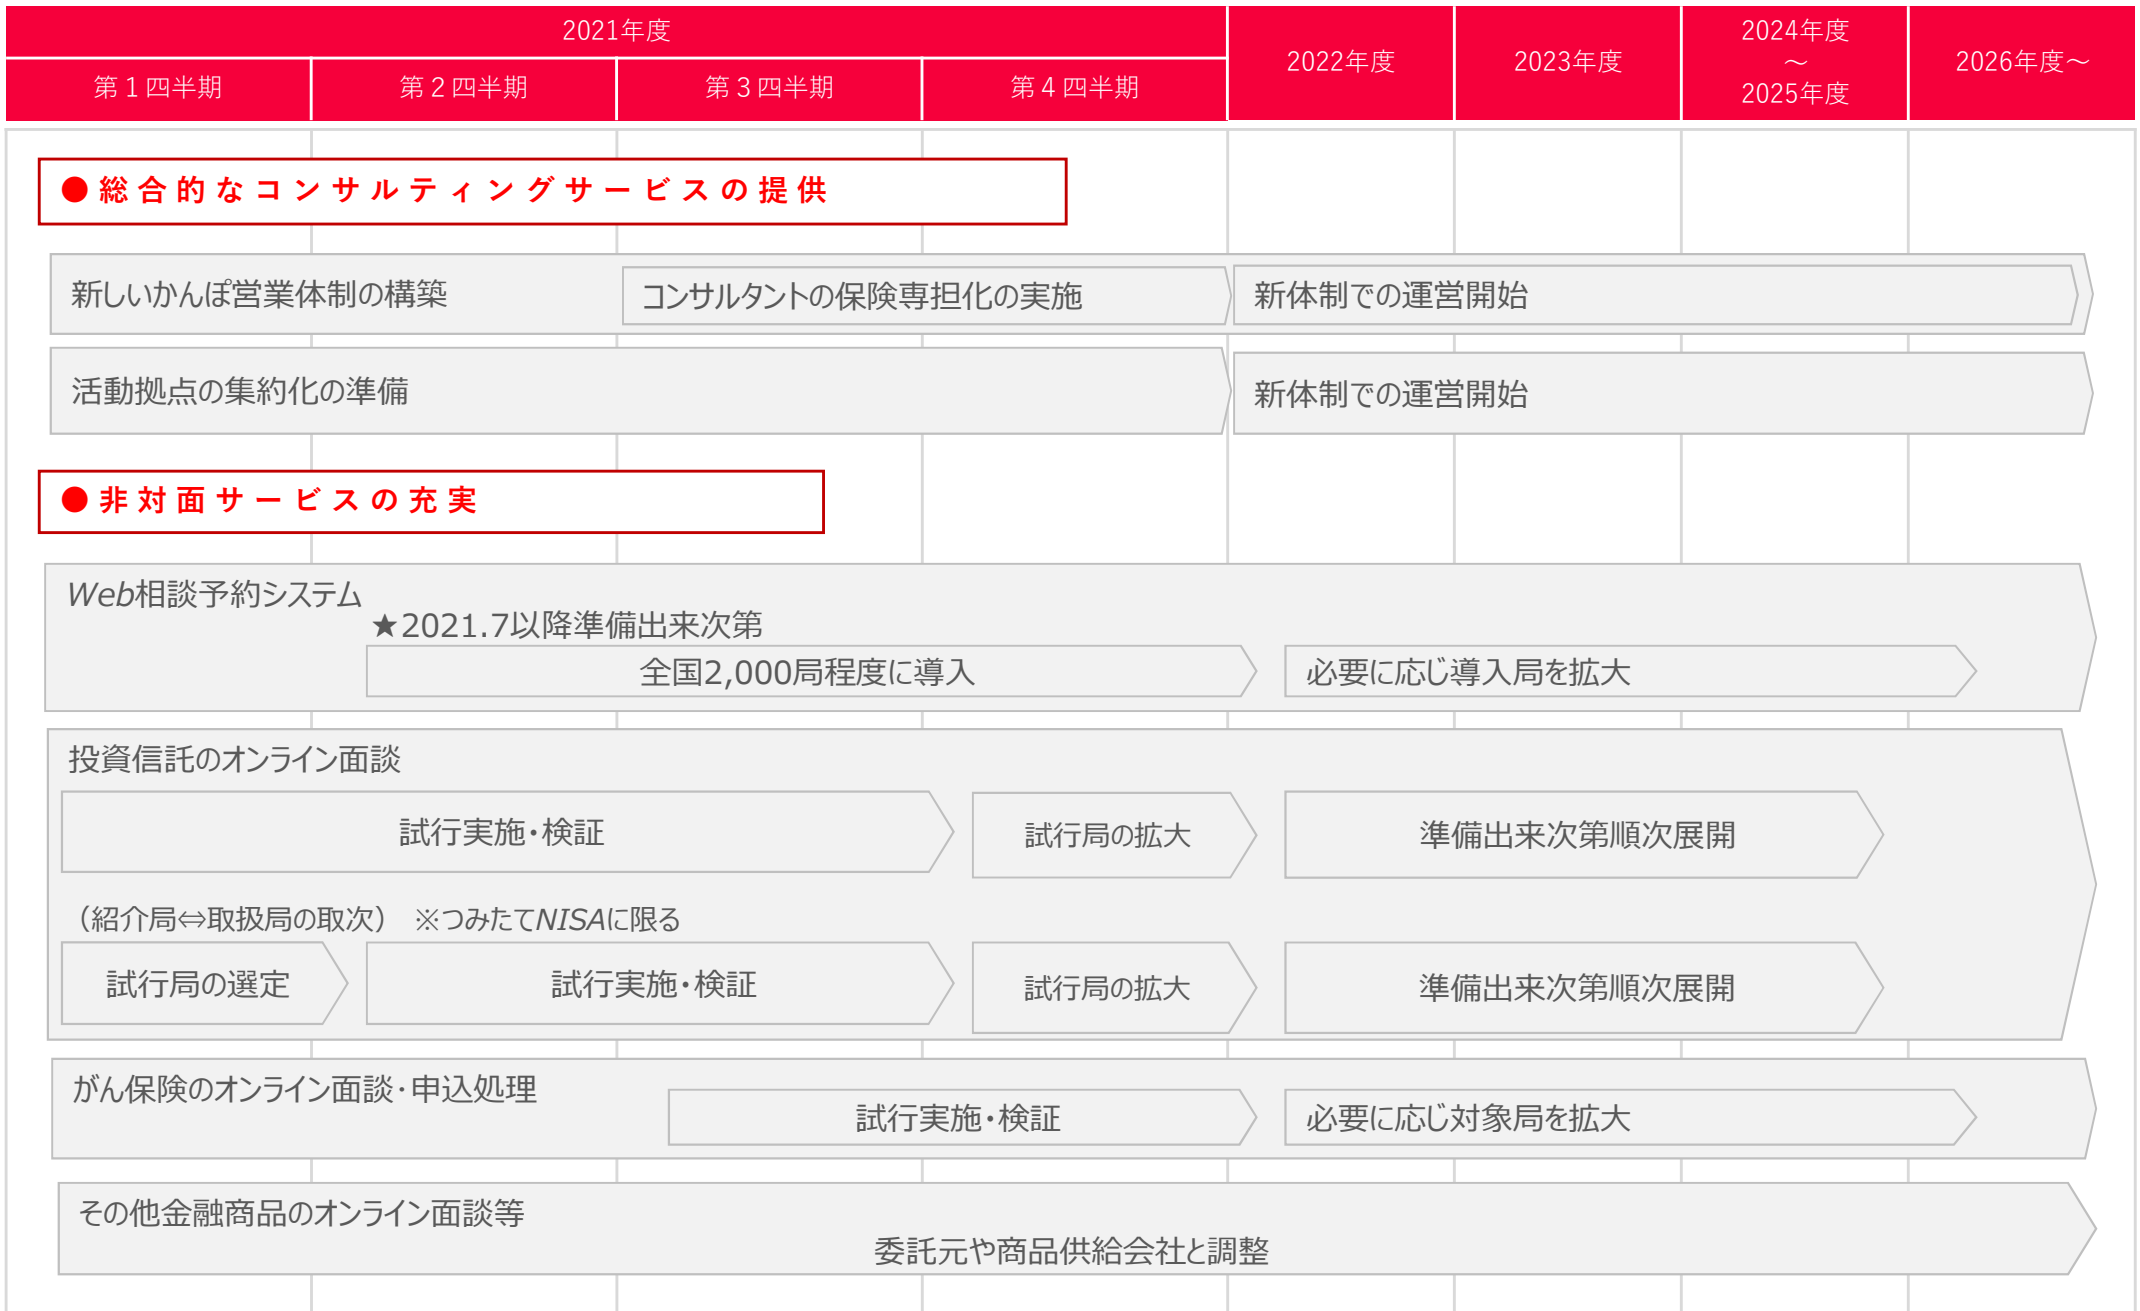 2021年度
第1四半期
第2四半期
第3四半期
第4四半期
2022年度
2023年度
2024年度
～
2025年度
2026年度～
●総合的なコンサルティングサービスの提供
新しいかんぽ営業体制の構築
コンサルタントの保険専担化の実施
新体制での運営開始
活動拠点の集約化の準備
新体制での運営開始
●非対面サービスの充実
Web相談予約システム
★2021.7以降準備出来次第
全国2,000局程度に導入
必要に応じ導入局を拡大
投資信託のオンライン面談
試行実施・検証
試行局の拡大
準備出来次第順次展開
（紹介局⇔取扱局の取次）　※つみたてNISAに限る
試行局の選定
試行実施・検証
試行局の拡大
準備出来次第順次展開
がん保険のオンライン面談・申込処理
試行実施・検証
必要に応じ対象局を拡大
その他金融商品のオンライン面談等
委託元や商品供給会社と調整